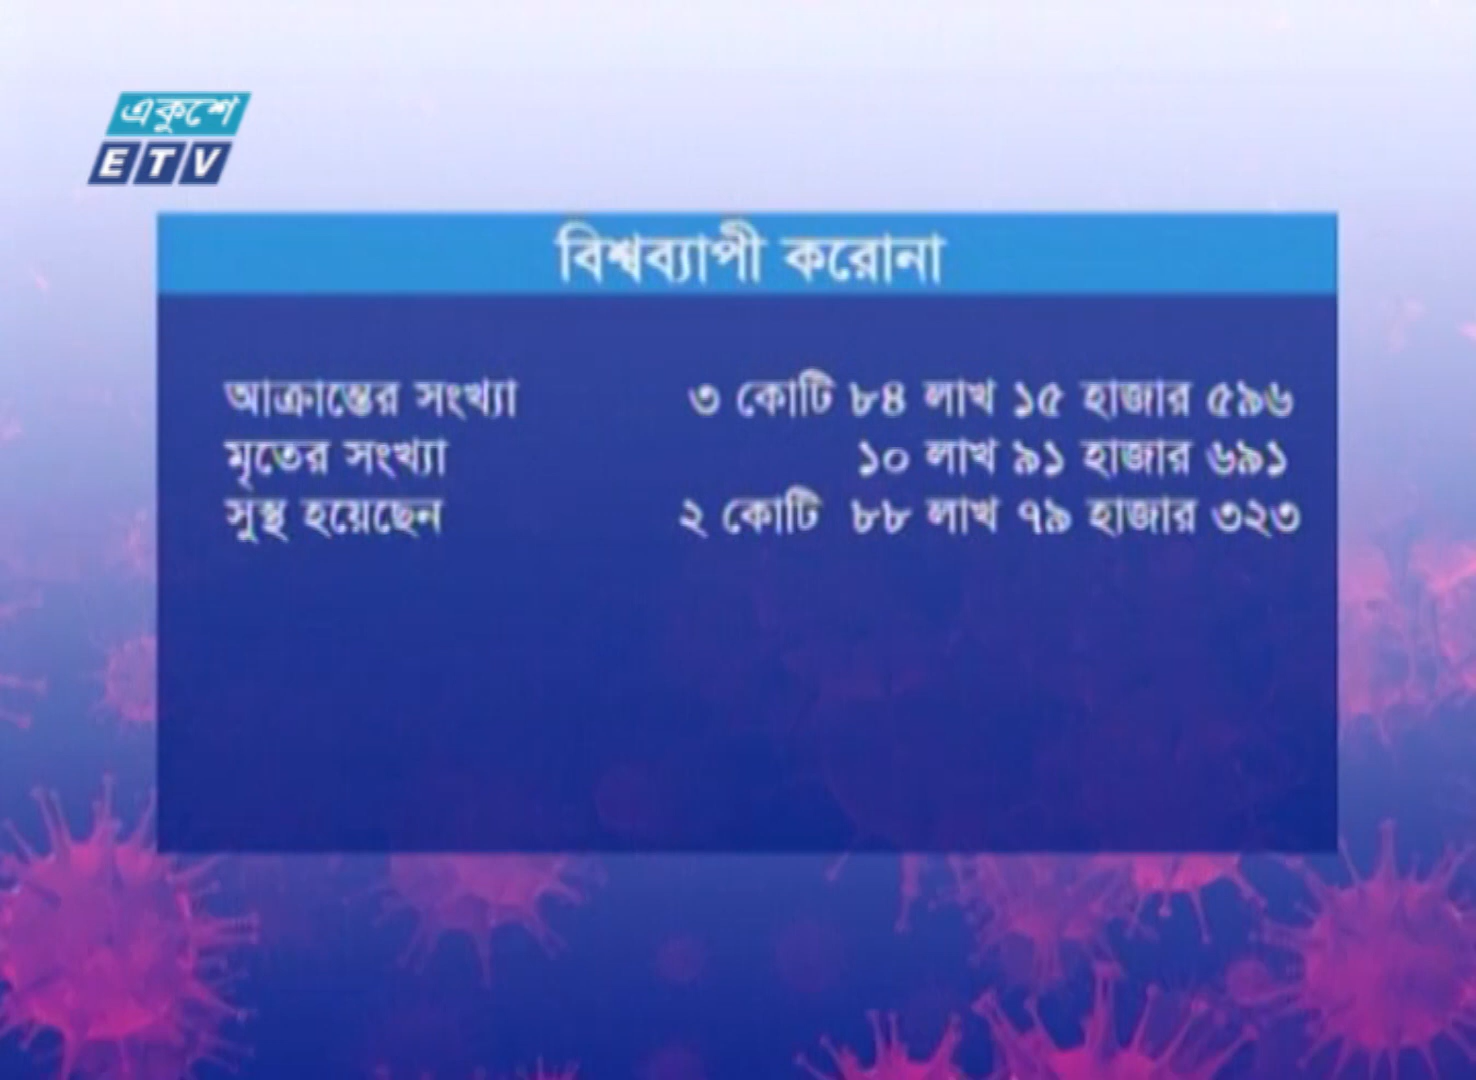 একুশে
ETV
বিশ্বব্যাপী করোনা
আক্রান্তের সংখ্যা ৩ কোটি ৮৪ লাখ ১৫ হাজার ৫৯৬
মৃতের সংখ্যা ১০ লাখ ৯১ হাজার ৬৯১
সুস্থ হয়েছেন ২ কোটি ৮৮ লাখ ৭৯ হাজার ৩২৩